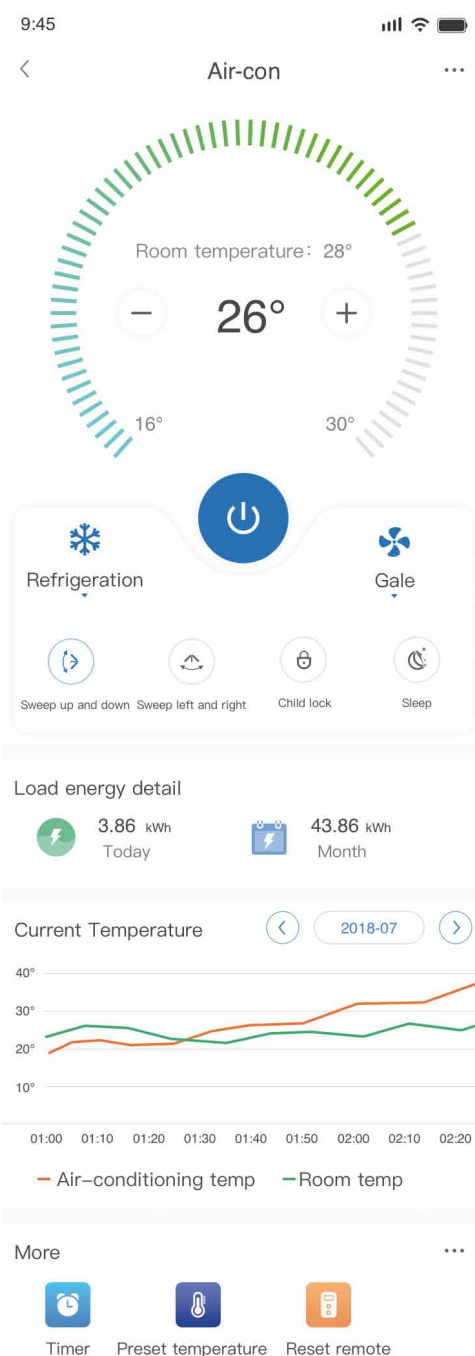 9:45
Air-con
Room temperature: 28°
26°
16° 30°
Refrigeration Gale
Sweep up and down Sweep left and right Child lock Sleep
Load energy detail
3.86 kWh 43.86 kWh
Today Month
Current Temperature 2018-07
40°
30°
20°
10°
01:00 01:10 01:20 01:30 01:40 01:50 02:00 02:10 02:20
Air-conditioning temp Room temp
More
Timer Preset temperature Reset remote